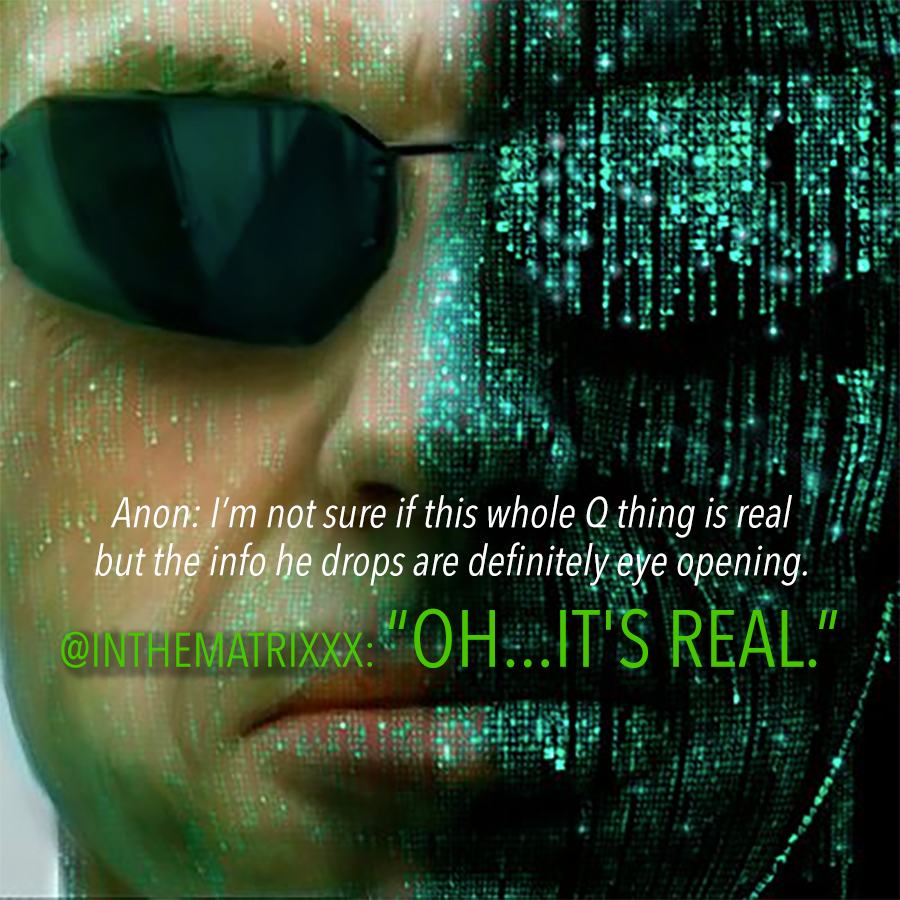 Anon: I’m not sure if this whole Q thing is real
but the info he drops are definitely eye opening.
@INTHEMATRIXXX: “OH...IT'S REAL.”